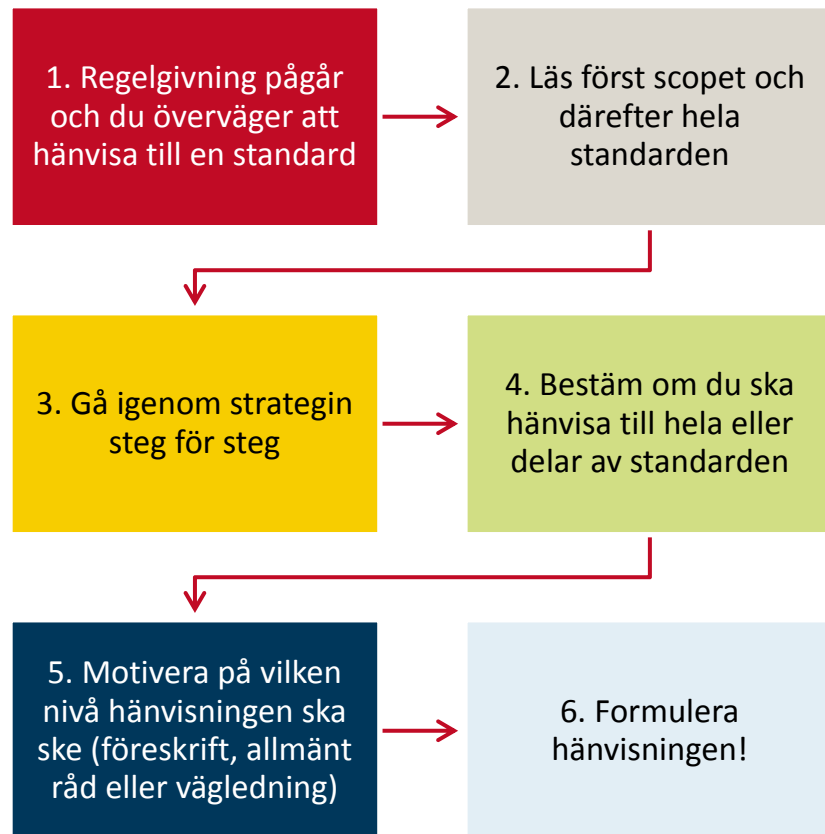 1. Regelgivning pågår
och du överväger att
hänvisa till en standard
2. Läs först scopet och
därefter hela
standarden
3. Gå igenom strategin
steg för steg
4. Bestäm om du ska
hänvisa till hela eller
delar av standarden
5. Motivera på vilken
nivå hänvisningen ska
ske (föreskrift, allmänt
råd eller vägledning)
6. Formulera
hänvisningen!